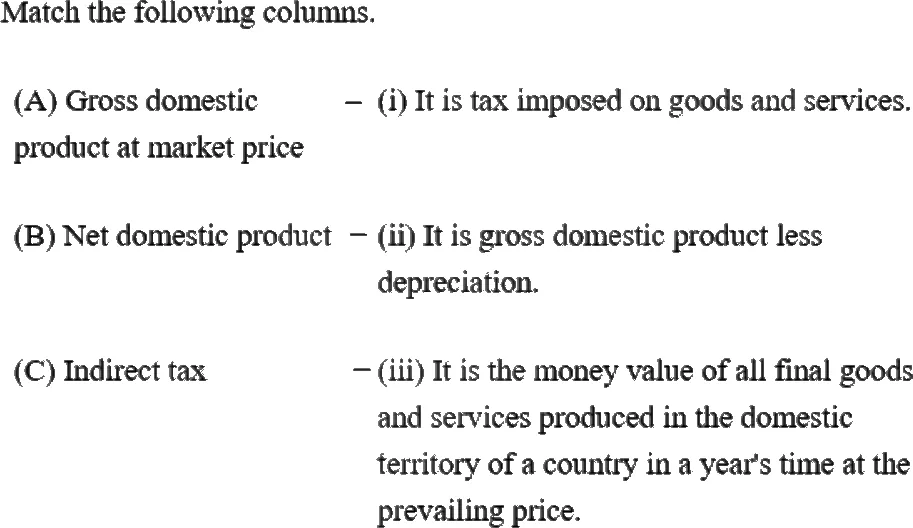 Match the following columns.
(A) Gross domestic – (i) It is tax imposed on goods and services.
product at market price
(B) Net domestic product – (ii) It is gross domestic product less
depreciation.
(C) Indirect tax – (iii) It is the money value of all final goods
and services produced in the domestic
territory of a country in a year's time at the
prevailing price.